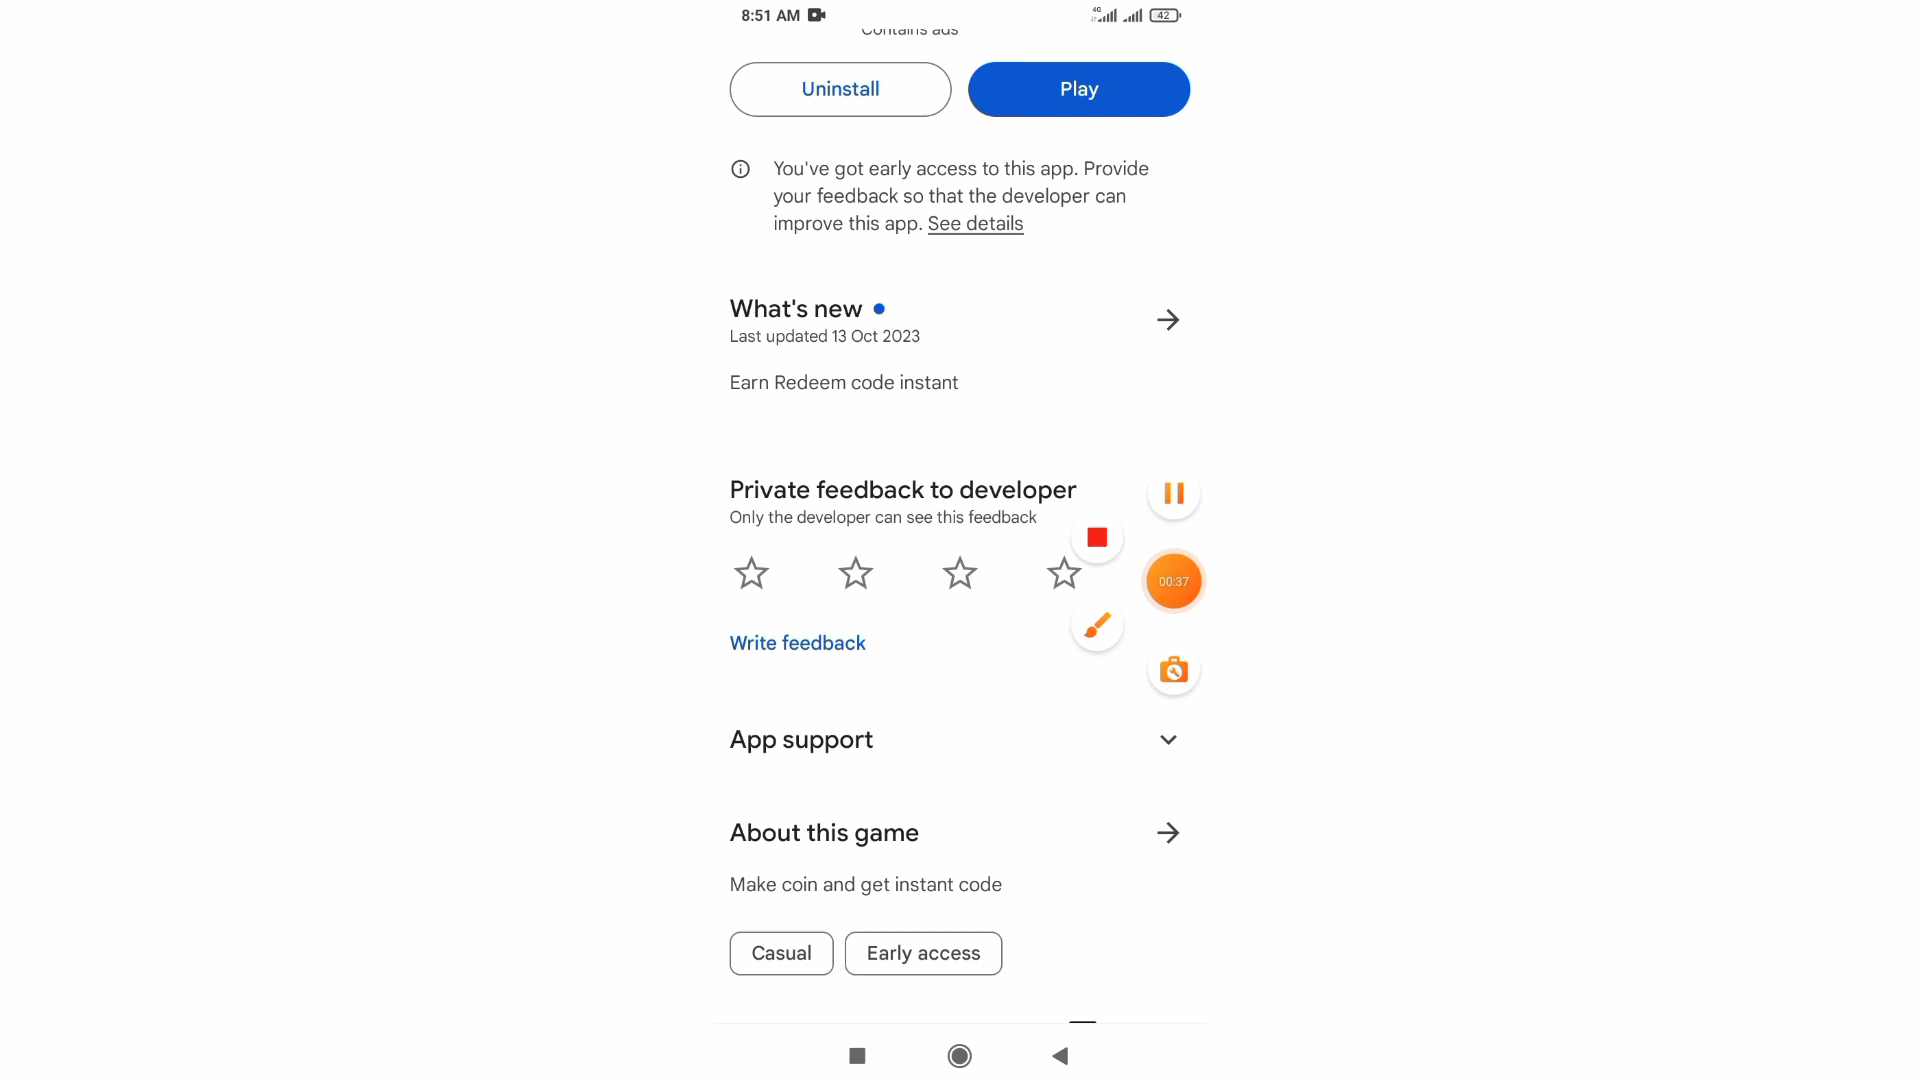 8:51 AM
4G
42
Contains ads
Uninstall
Play
You've got early access to this app. Provide
your feedback so that the developer can
improve this app. See details
What's new
Last updated 13 Oct 2023
Earn Redeem code instant
Private feedback to developer
Only the developer can see this feedback
00:37
Write feedback
App support
About this game
Make coin and get instant code
Casual
Early access